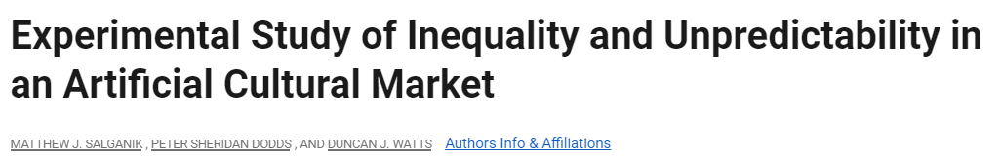 Experimental Study of Inequality and Unpredictability in
an Artificial Cultural Market
MATTHEW J. SALGANIK , PETER SHERIDAN DODDS , AND DUNCAN J. WATTS Authors Info & Affiliations